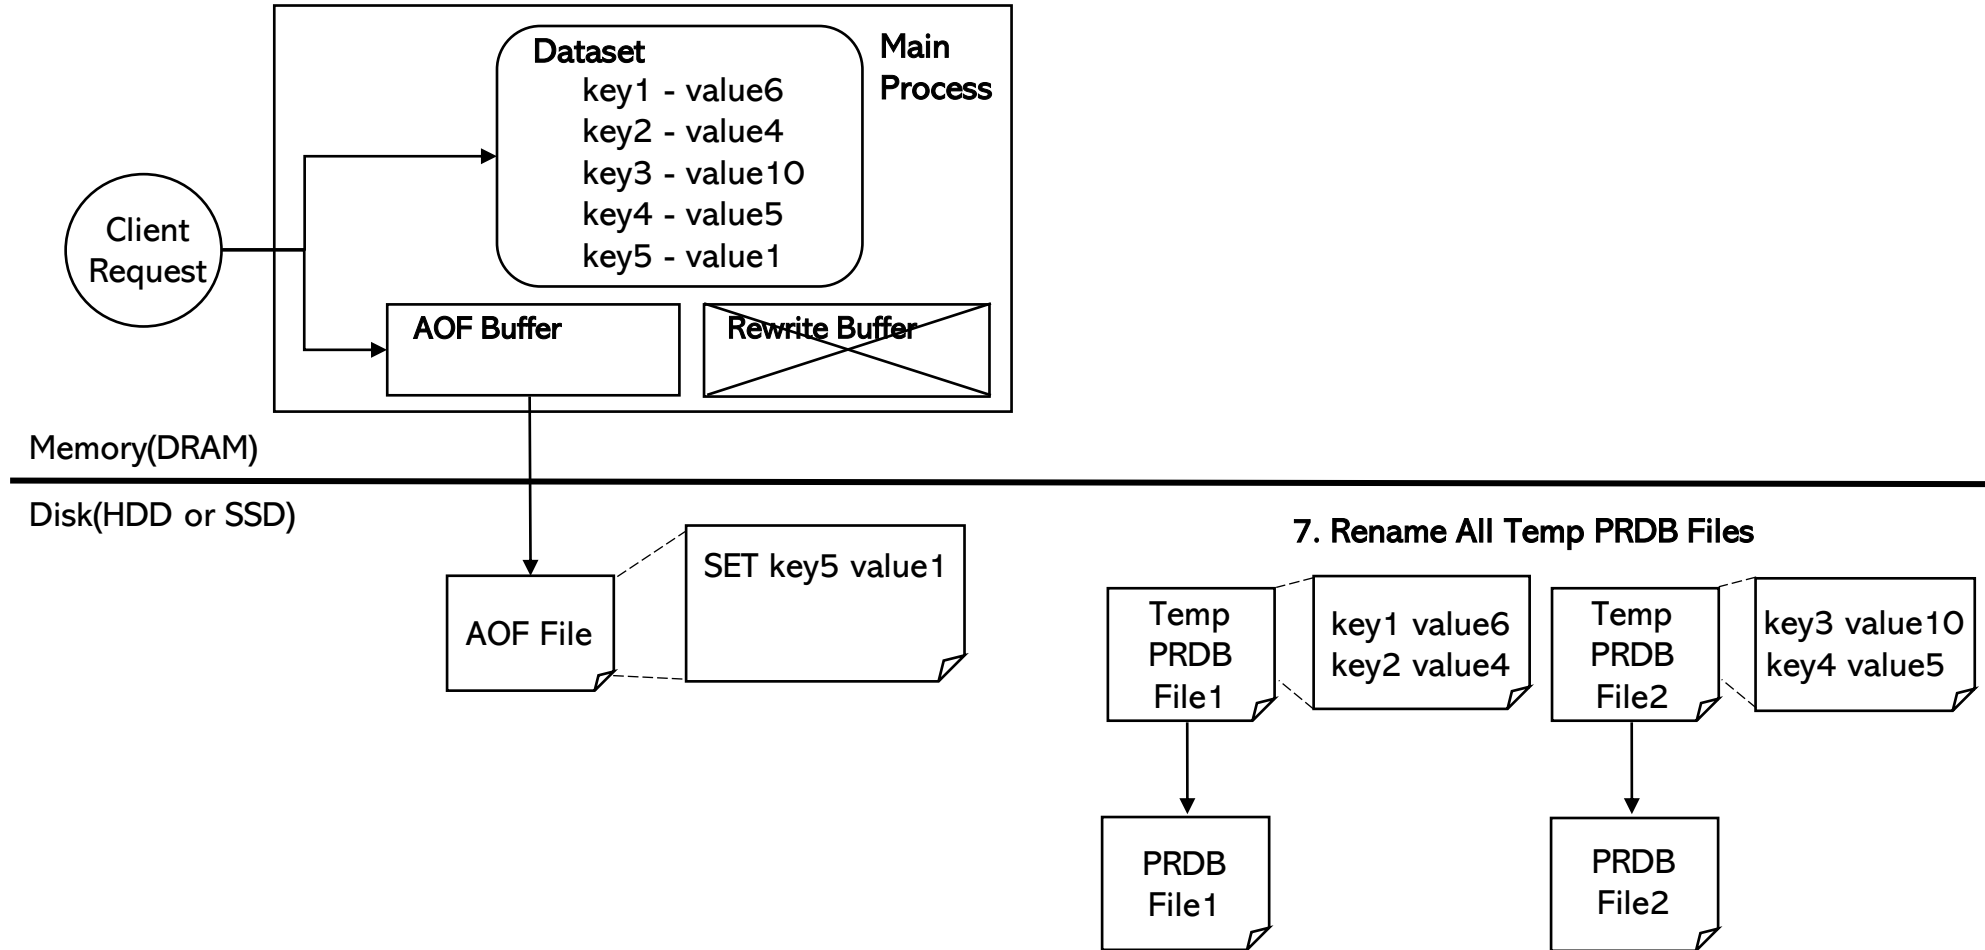 Dataset
key1 - value6
key2 - value4
key3 - value10
key4 - value5
key5 - value1
Main
Process
Client
Request
AOF Buffer
Rewrite Buffer
Memory(DRAM)
Disk(HDD or SSD)
AOF File
SET key5 value1
7. Rename All Temp PRDB Files
Temp
PRDB
File1
key1 value6
key2 value4
Temp
PRDB
File2
key3 value10
key4 value5
PRDB
File1
PRDB
File2